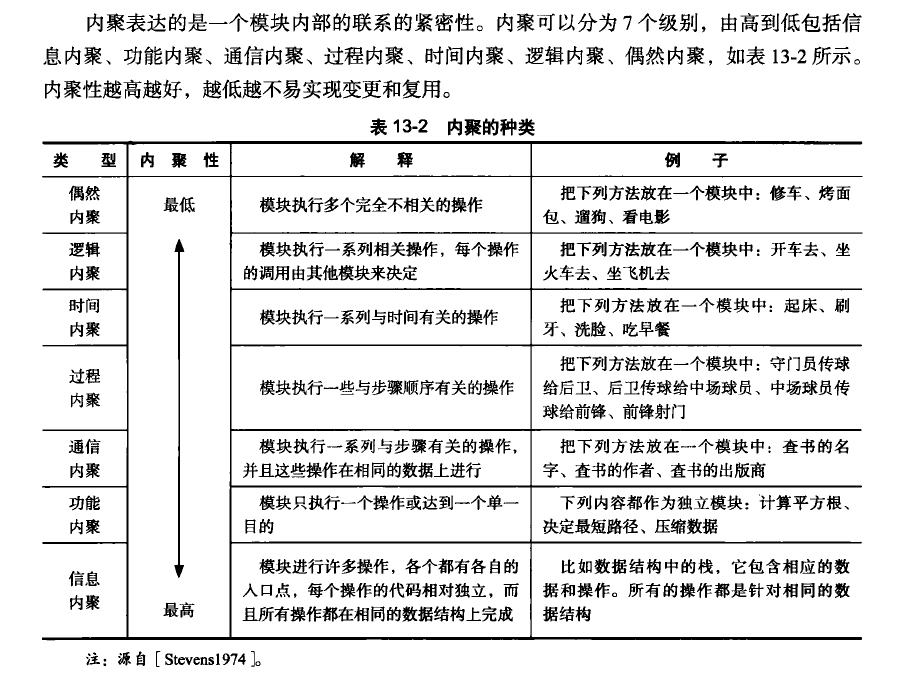 内聚表达的是一个模块内部的联系的紧密性。内聚可以分为7个级别，由高到低包括信
息内聚、功能内聚、通信内聚、过程内聚、时间内聚、逻辑内聚、偶然内聚，如表 13-2 所示。
内聚性越高越好，越低越不易实现变更和复用。
表 13-2 内聚的种类
类 型 内 聚 性 解 释 例 子
偶然
内聚
最低
模块执行多个完全不相关的操作
把下列方法放在一个模块中：修车、烤面
包、遛狗、看电影
逻辑
内聚
模块执行一系列相关操作，每个操作
的调用由其他模块来决定
把下列方法放在一个模块中：开车去、坐
火车去、坐飞机去
时间
内聚
模块执行一系列与时间有关的操作
把下列方法放在一个模块中：起床、刷
牙、洗脸、吃早餐
过程
内聚
模块执行一些与步骤顺序有关的操作
把下列方法放在一个模块中：守门员传球
给后卫、后卫传球给中场球员、中场球员传
球给前锋、前锋射门
通信
内聚
模块执行一系列与步骤有关的操作，
并且这些操作在相同的数据上进行
把下列方法放在一个模块中：查书的名
字、查书的作者、查书的出版商
功能
内聚
模块只执行一个操作或达到一个单一
目的
下列内容都作为独立模块：计算平方根、
决定最短路径、压缩数据
信息
内聚
最高
模块进行许多操作，各个都有各自的
入口点，每个操作的代码相对独立，而
且所有操作都在相同的数据结构上完成
比如数据结构中的栈，它包含相应的数
据和操作。所有的操作都是针对相同的数
据结构
注：源自［Stevens1974］。